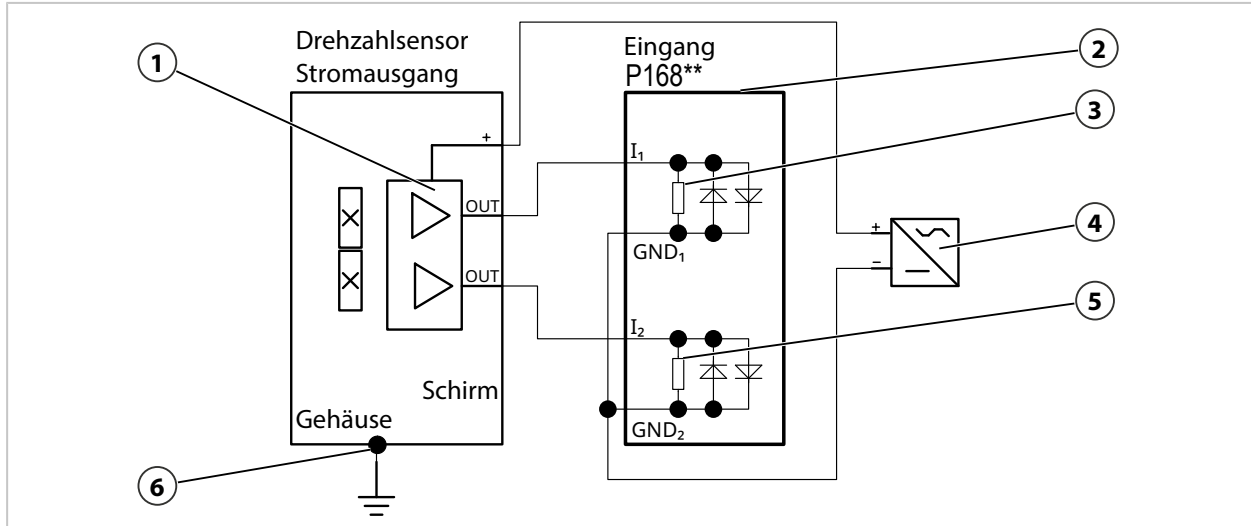 Drehzahlsensor
Stromausgang
Eingang
P168**
1
2
3
+
I₁
OUT
GND₁
+
−
4
OUT
I₂
5
Schirm
Gehäuse
GND₂
6